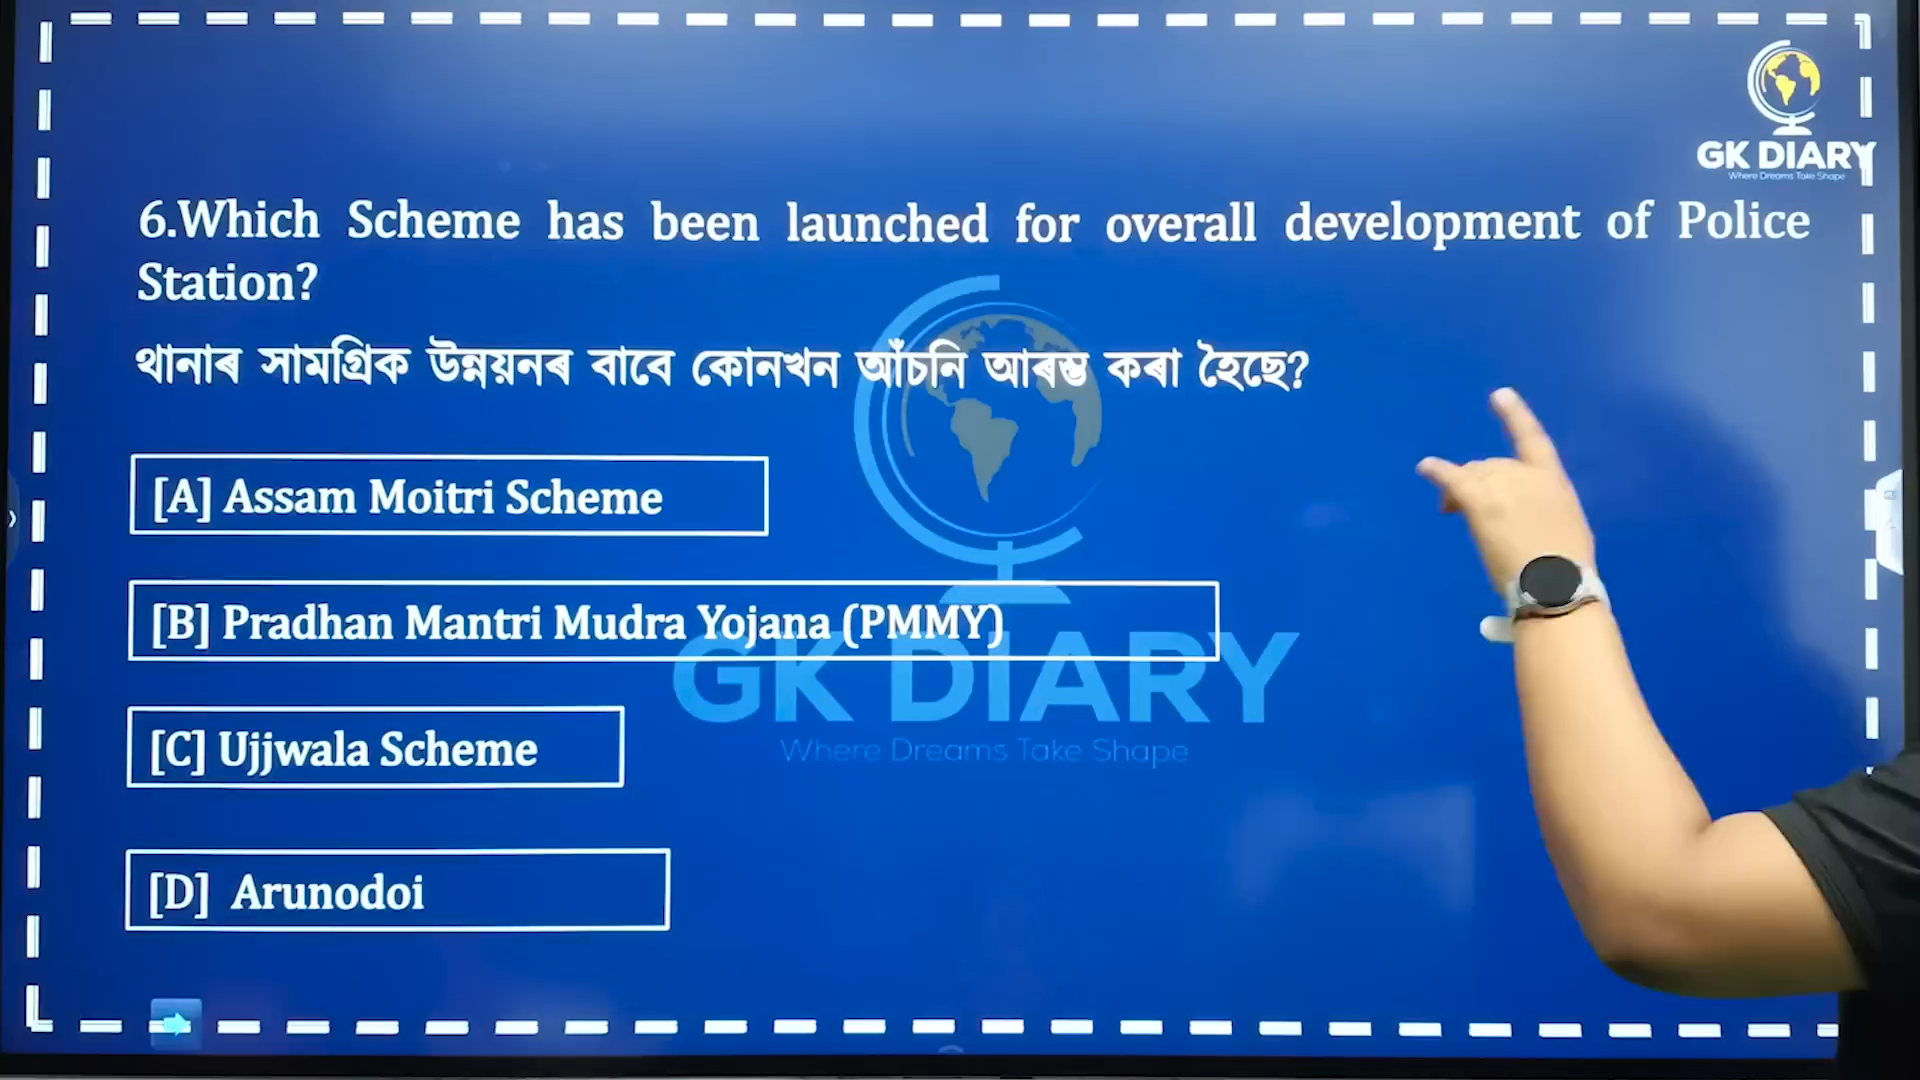 GK DIARY
Where Dreams Take Shape
6.Which Scheme has been launched for overall development of Police
Station?
থানাৰ সামগ্ৰিক উন্নয়নৰ বাবে কোনখন আঁচনি আৰম্ভ কৰা হৈছে?
[A] Assam Moitri Scheme
[B] Pradhan Mantri Mudra Yojana (PMMY)
GK DIARY
Where Dreams Take Shape
[C] Ujjwala Scheme
[D] Arunodoi